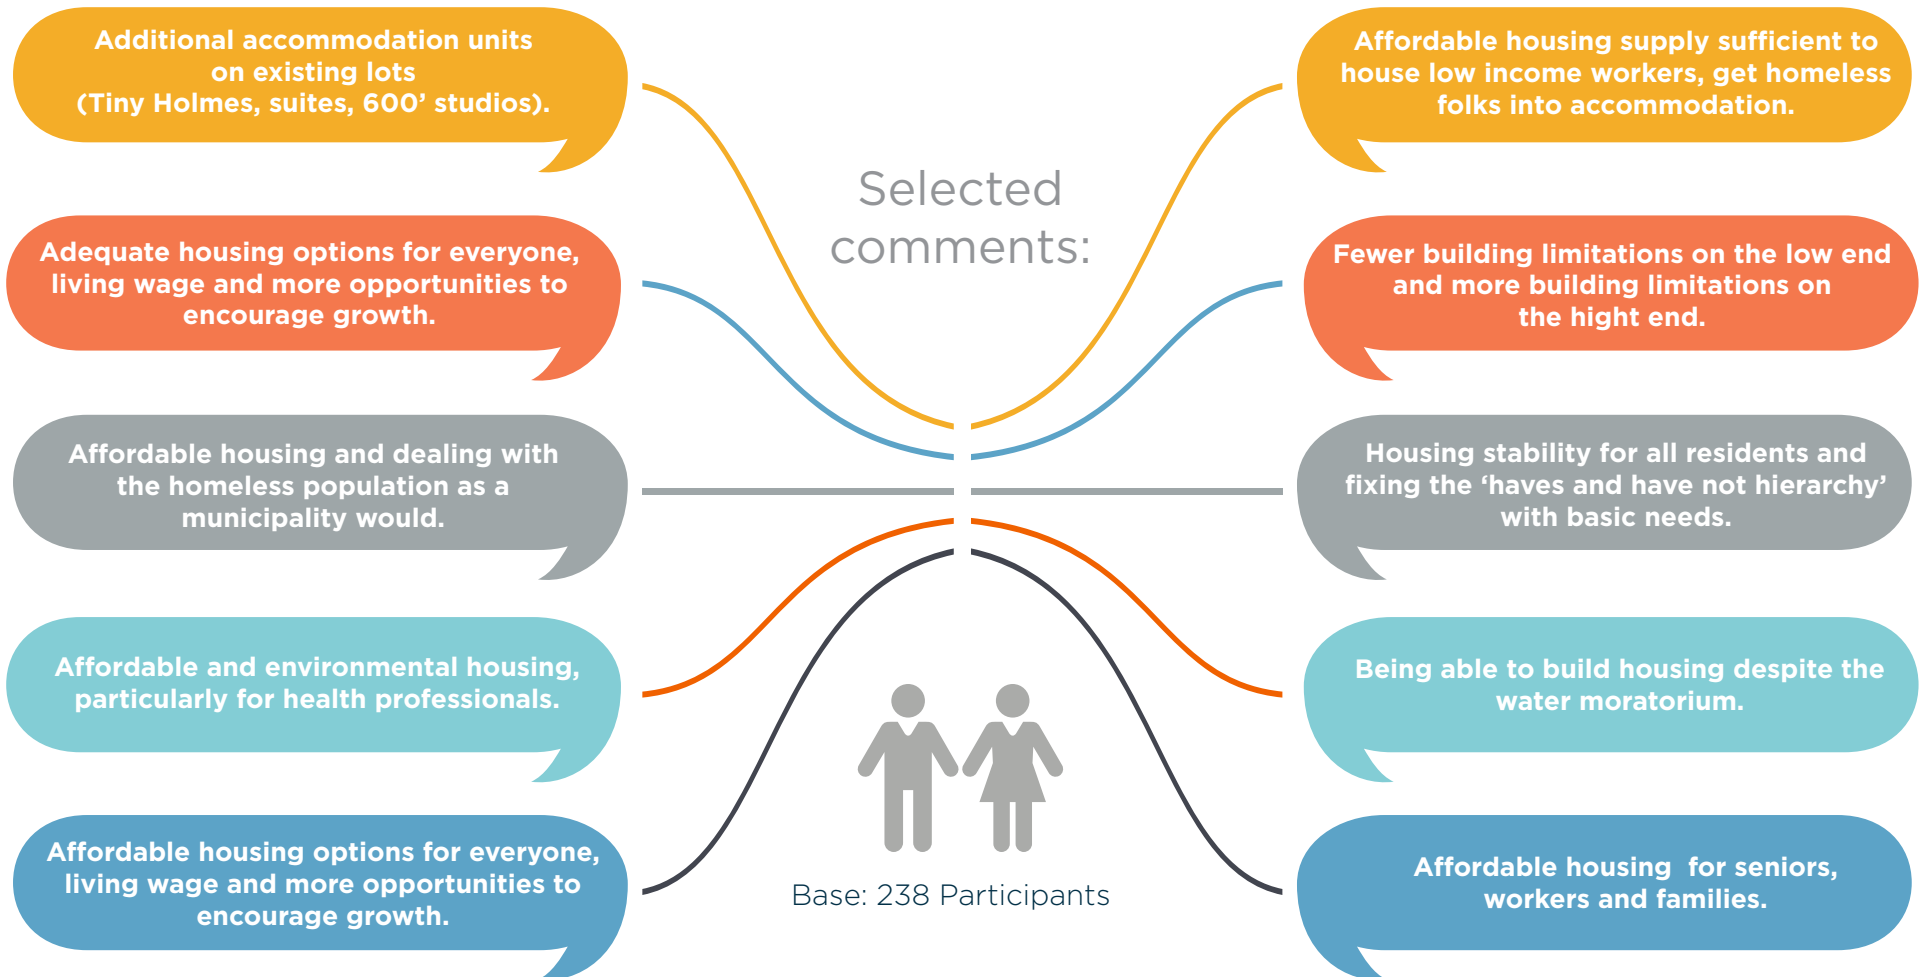 Additional accommodation units
on existing lots
(Tiny Holmes, suites, 600’ studios).
Adequate housing options for everyone,
living wage and more opportunities to
encourage growth.
Affordable housing and dealing with
the homeless population as a
municipality would.
Affordable and environmental housing,
particularly for health professionals.
Affordable housing options for everyone,
living wage and more opportunities to
encourage growth.
Selected
comments:
Base: 238 Participants
Affordable housing supply sufficient to
house low income workers, get homeless
folks into accommodation.
Fewer building limitations on the low end
and more building limitations on
the hight end.
Housing stability for all residents and
fixing the ‘haves and have not hierarchy’
with basic needs.
Being able to build housing despite the
water moratorium.
Affordable housing for seniors,
workers and families.